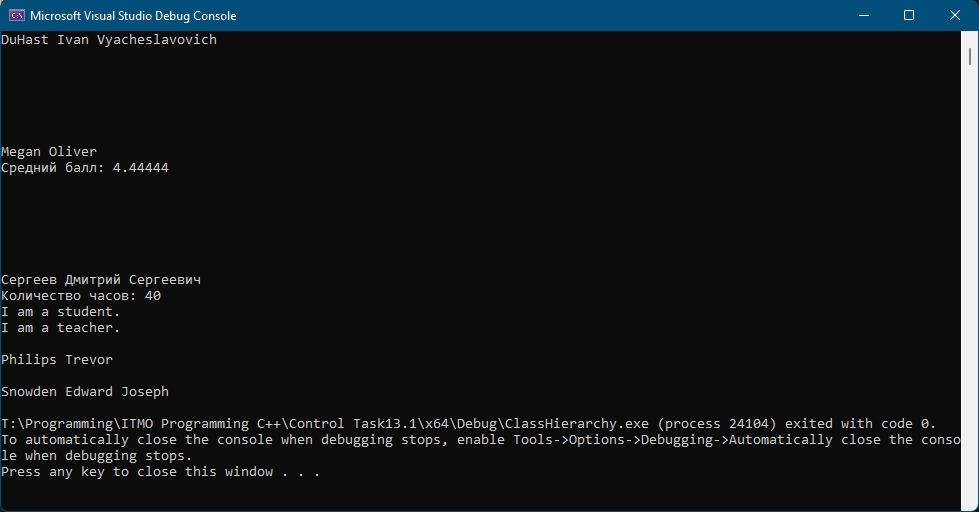 Microsoft Visual Studio Debug Console
DuHast Ivan Vyacheslavovich
Megan Oliver
Средний балл: 4.44444
Сергеев Дмитрий Сергеевич
Количество часов: 40
I am a student.
I am a teacher.
Philips Trevor
Snowden Edward Joseph
T:\Programming\ITMO Programming C++\Control Task13.1\x64\Debug\ClassHierarchy.exe (process 24104) exited with code 0.
To automatically close the console when debugging stops, enable Tools->Options->Debugging->Automatically close the conso
le when debugging stops.
Press any key to close this window . . .